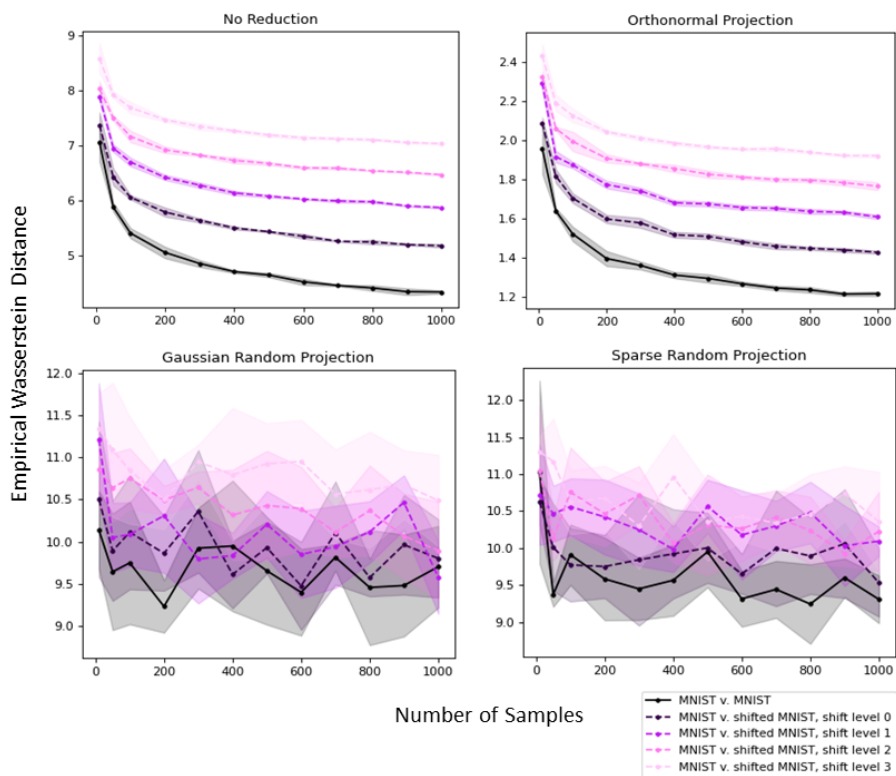 No Reduction
Orthonormal Projection
9
8
7
6
5
0 200 400 600 800 1000
2.4
2.2
2.0
1.8
1.6
1.4
1.2
0 200 400 600 800 1000
Empirical Wasserstein Distance
Gaussian Random Projection
Sparse Random Projection
12.0
11.5
11.0
10.5
10.0
9.5
9.0
0 200 400 600 800 1000
12.0
11.5
11.0
10.5
10.0
9.5
9.0
0 200 400 600 800 1000
Number of Samples
MNIST v. MNIST
MNIST v. shifted MNIST, shift level 0
MNIST v. shifted MNIST, shift level 1
MNIST v. shifted MNIST, shift level 2
MNIST v. shifted MNIST, shift level 3